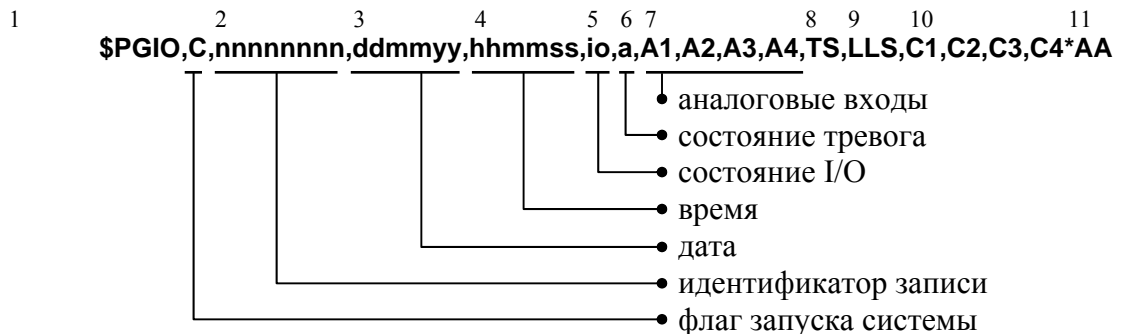 1 2 3 4 5 6 7 8 9 10 11
$PGIO,C,nnnnnnnn,ddmmyy,hhmmss,io,a,A1,A2,A3,A4,TS,LLS,C1,C2,C3,C4*AA
аналоговые входы
состояние тревога
состояние I/O
время
дата
идентификатор записи
флаг запуска системы